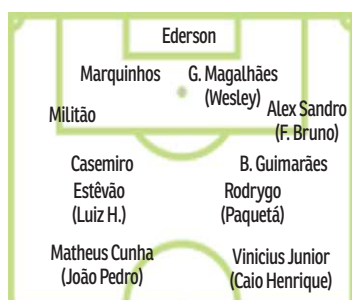 Ederson
Marquinhos G. Magalhães
(Wesley)
Militão Alex Sandro
(F. Bruno)
Casemiro B. Guimarães
Estêvão Rodrygo
(Luiz H.) (Paquetá)
Matheus Cunha Vinicius Junior
(João Pedro) (Caio Henrique)